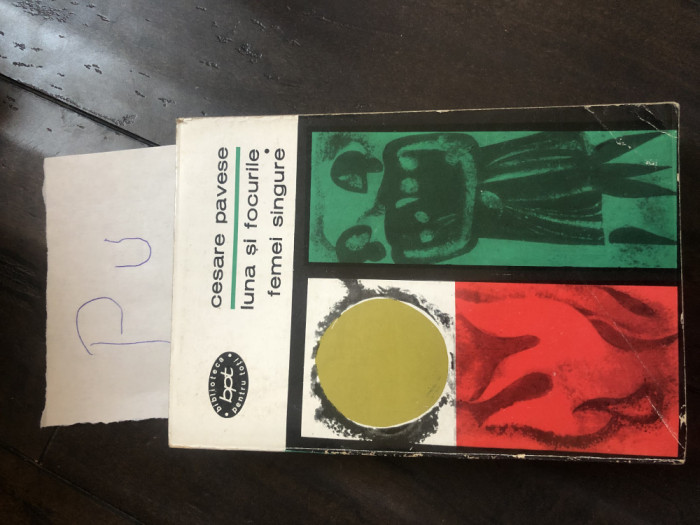 Pu
biblioteca
bpt
pentru toți
cesare pavese
luna și focurile
femei singure